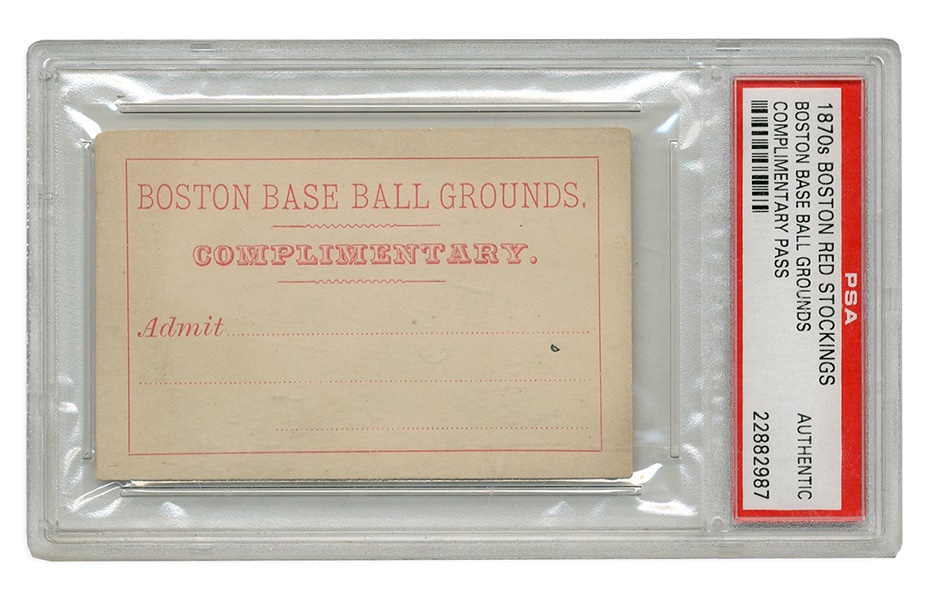 BOSTON BASE BALL GROUNDS.
COMPLIMENTARY.
Admit
PSA
1870s BOSTON RED STOCKINGS
BOSTON BASE BALL GROUNDS AUTHENTIC
COMPLIMENTARY PASS
22882987